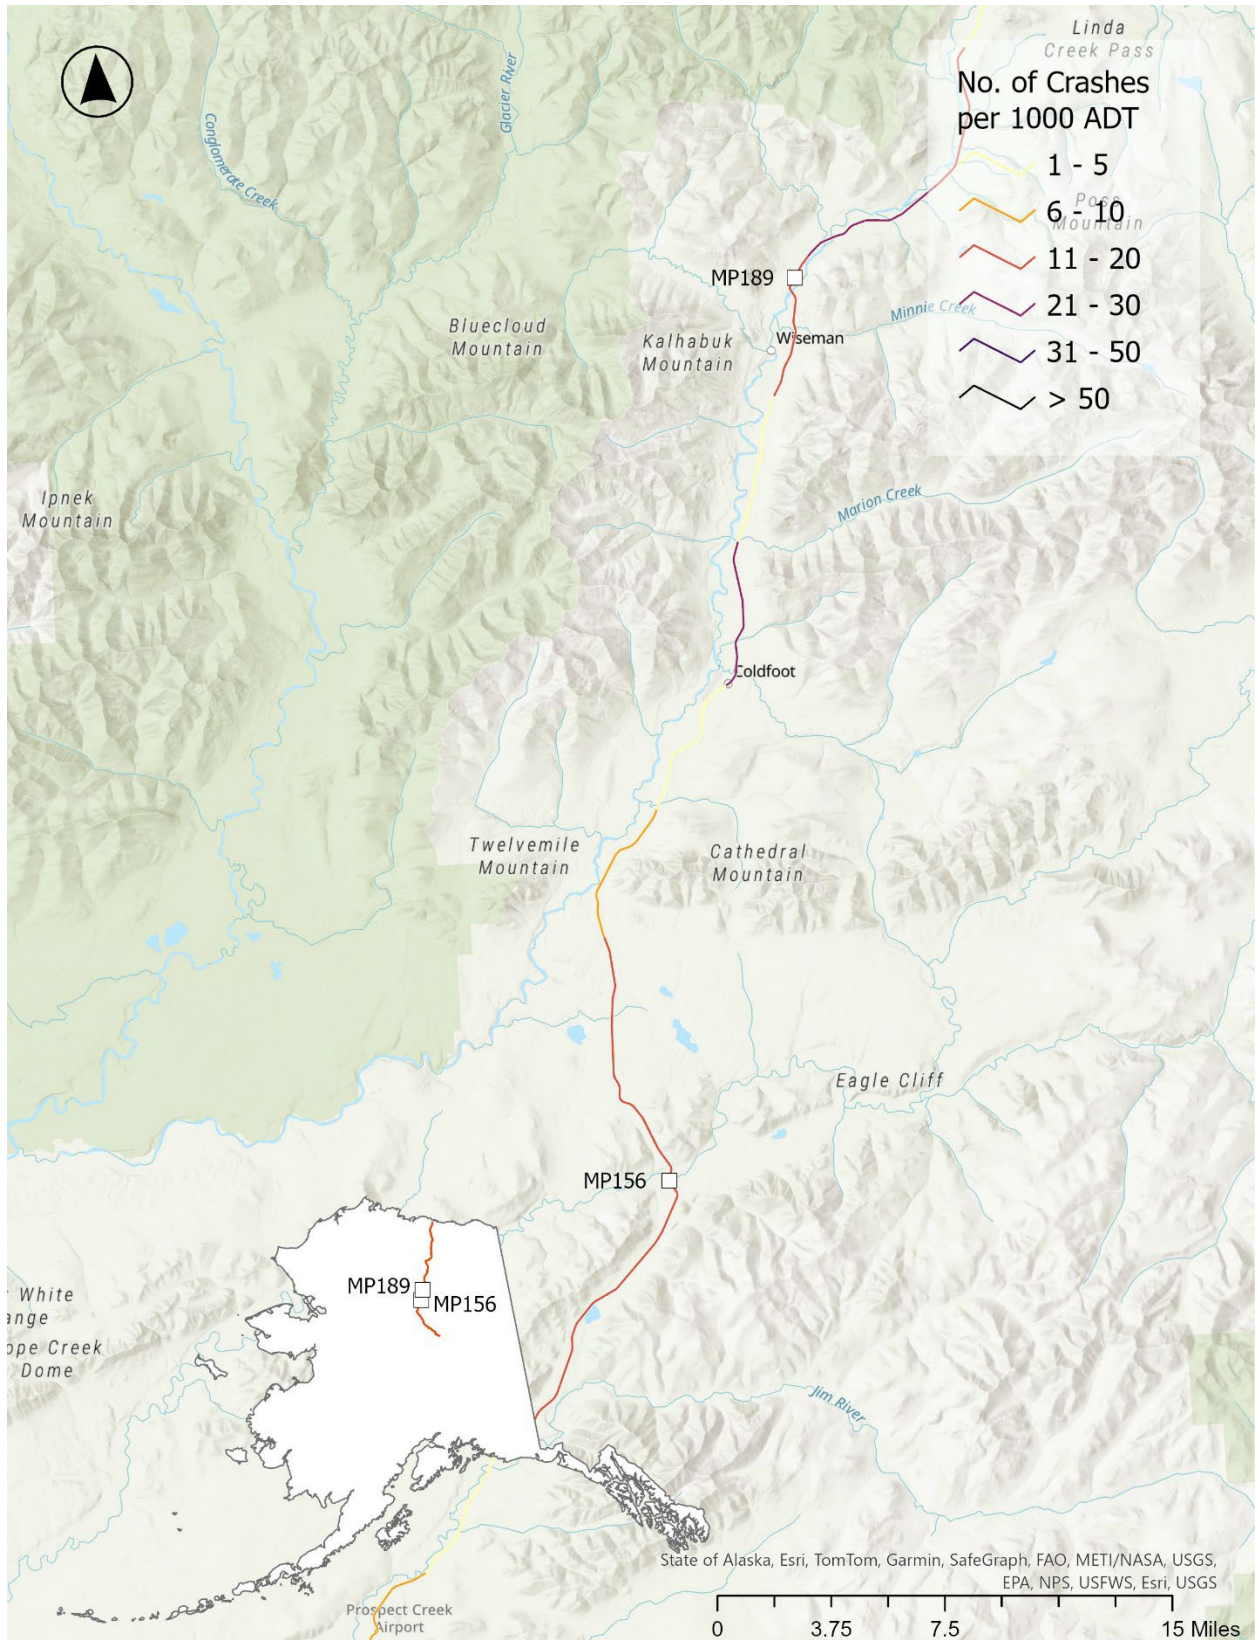 Linda
Creek Pass
No. of Crashes
per 1000 ADT
1 - 5
6 - 10
11 - 20
21 - 30
31 - 50
> 50
Poss
Mountain
Glacier River
Conglomerate Creek
MP189
Minnie Creek
Bluecloud
Mountain
Kalhabuk
Mountain
Wiseman
Ipnek
Mountain
Marion Creek
Coldfoot
Twelvemile
Mountain
Cathedral
Mountain
Eagle Cliff
MP156
MP189
MP156
White
ange
ope Creek
Dome
Jim River
State of Alaska, Esri, TomTom, Garmin, SafeGraph, FAO, METI/NASA, USGS,
EPA, NPS, USFWS, Esri, USGS
Prospect Creek
Airport
0 3.75 7.5 15 Miles